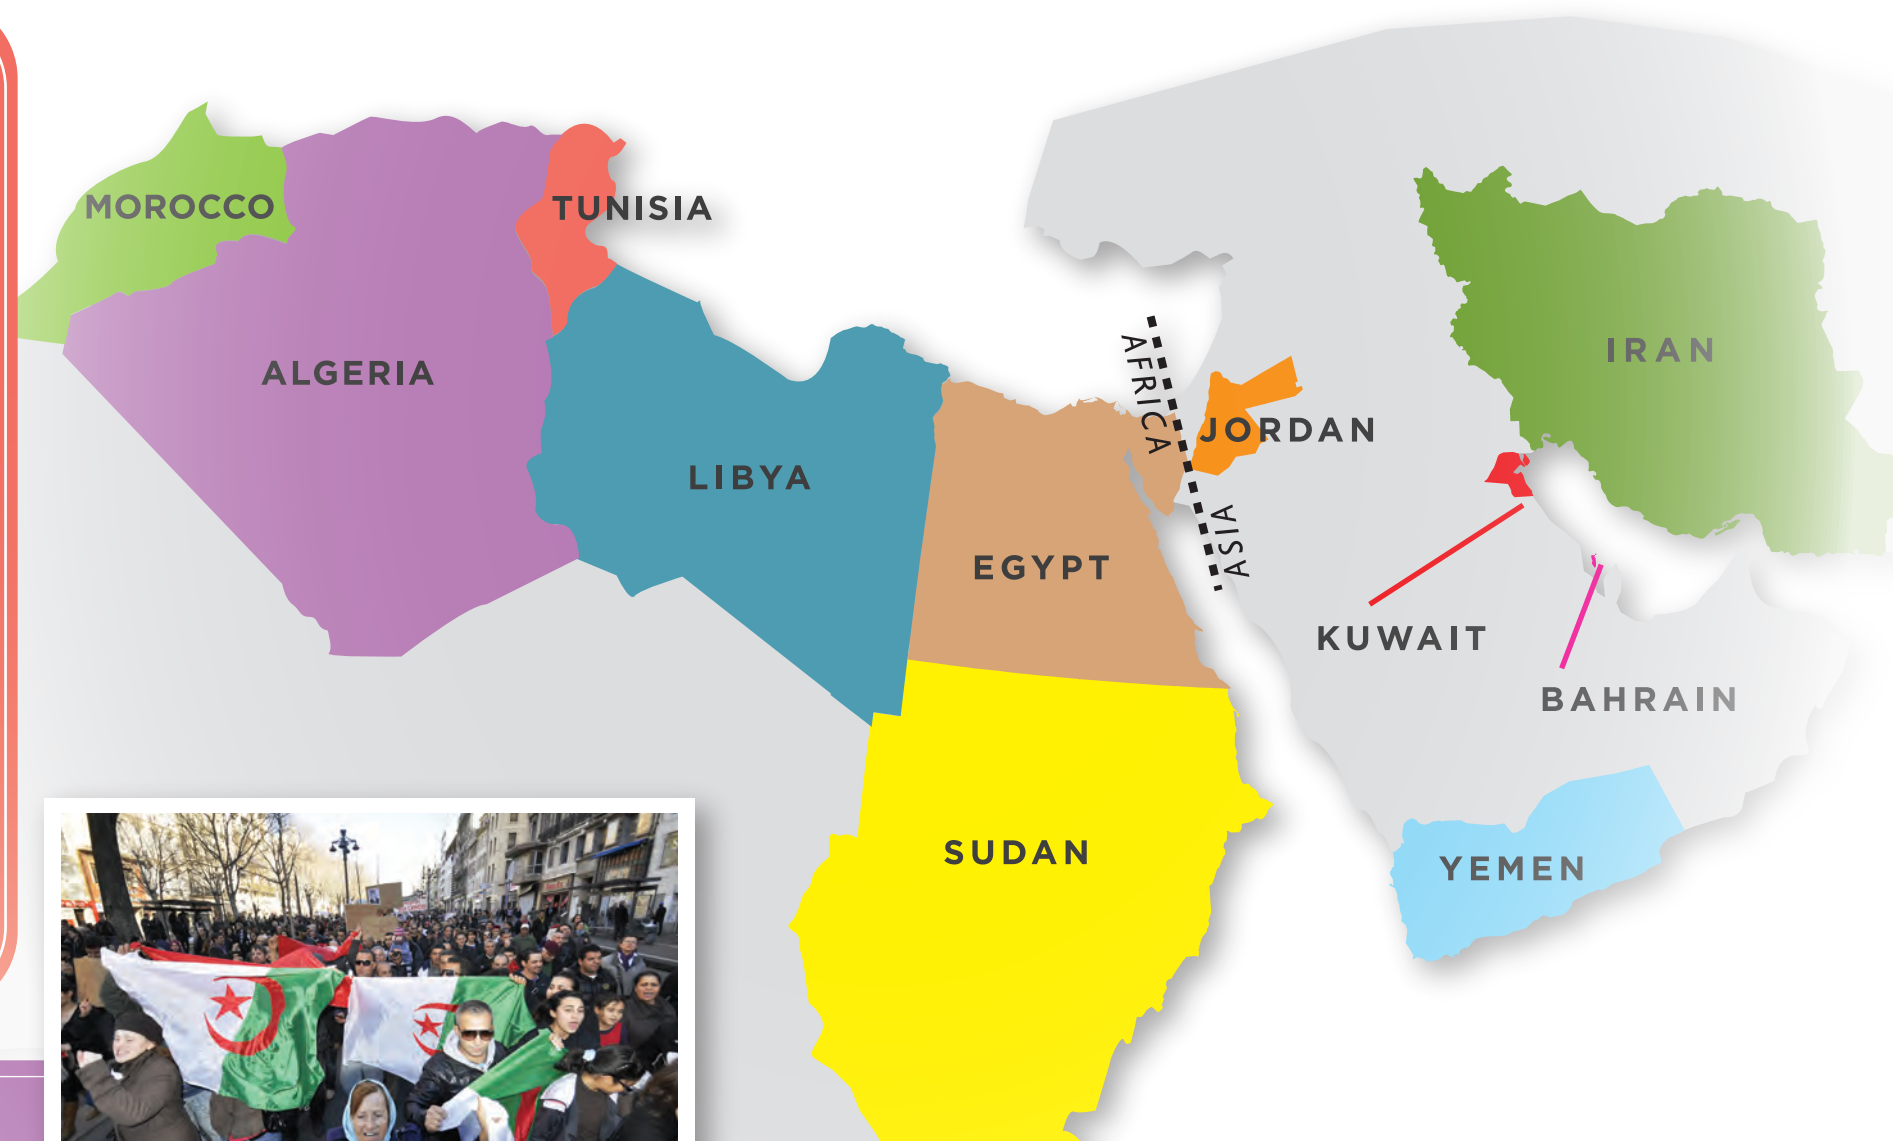 MOROCCO
TUNISIA
ALGERIA
LIBYA
EGYPT
SUDAN
AFRICA
ASIA
JORDAN
IRAN
KUWAIT
BAHRAIN
YEMEN